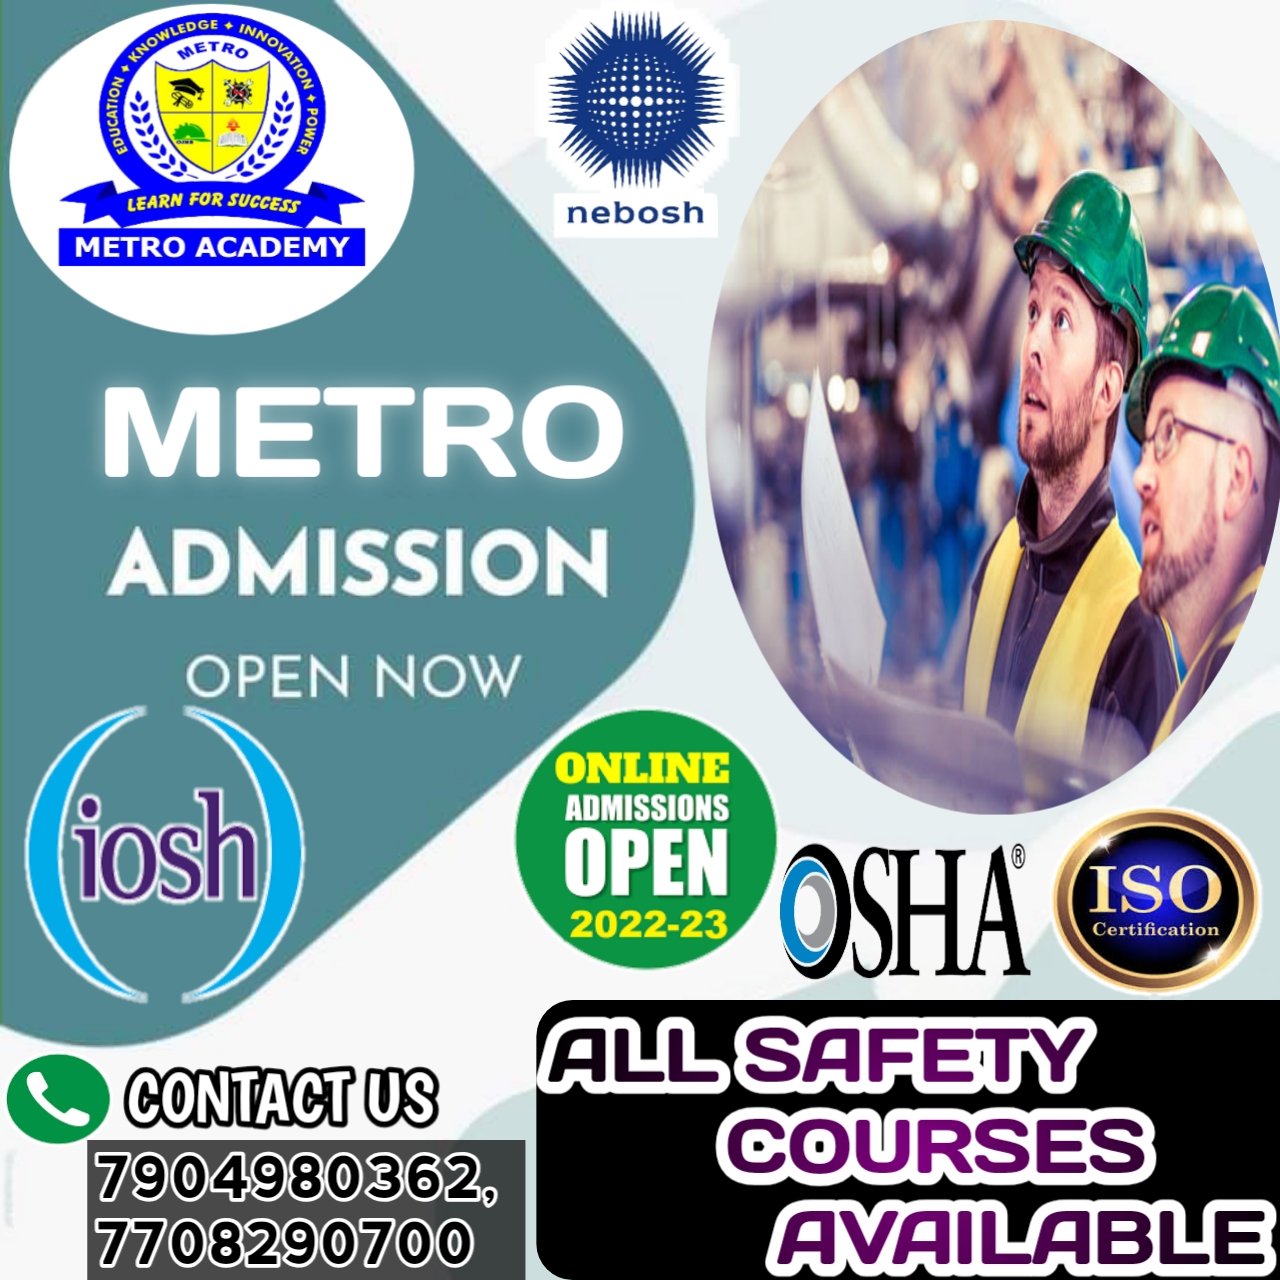 EDUCATION ✦ KNOWLEDGE ✦ INNOVATION ✦ POWER
METRO
LEARN FOR SUCCESS
METRO ACADEMY
nebosh
METRO
ADMISSION
OPEN NOW
iosh
ONLINE
ADMISSIONS
OPEN
2022-23
OSHA®
ISO
Certification
ALL SAFETY
COURSES
AVAILABLE
CONTACT US
7904980362,
7708290700